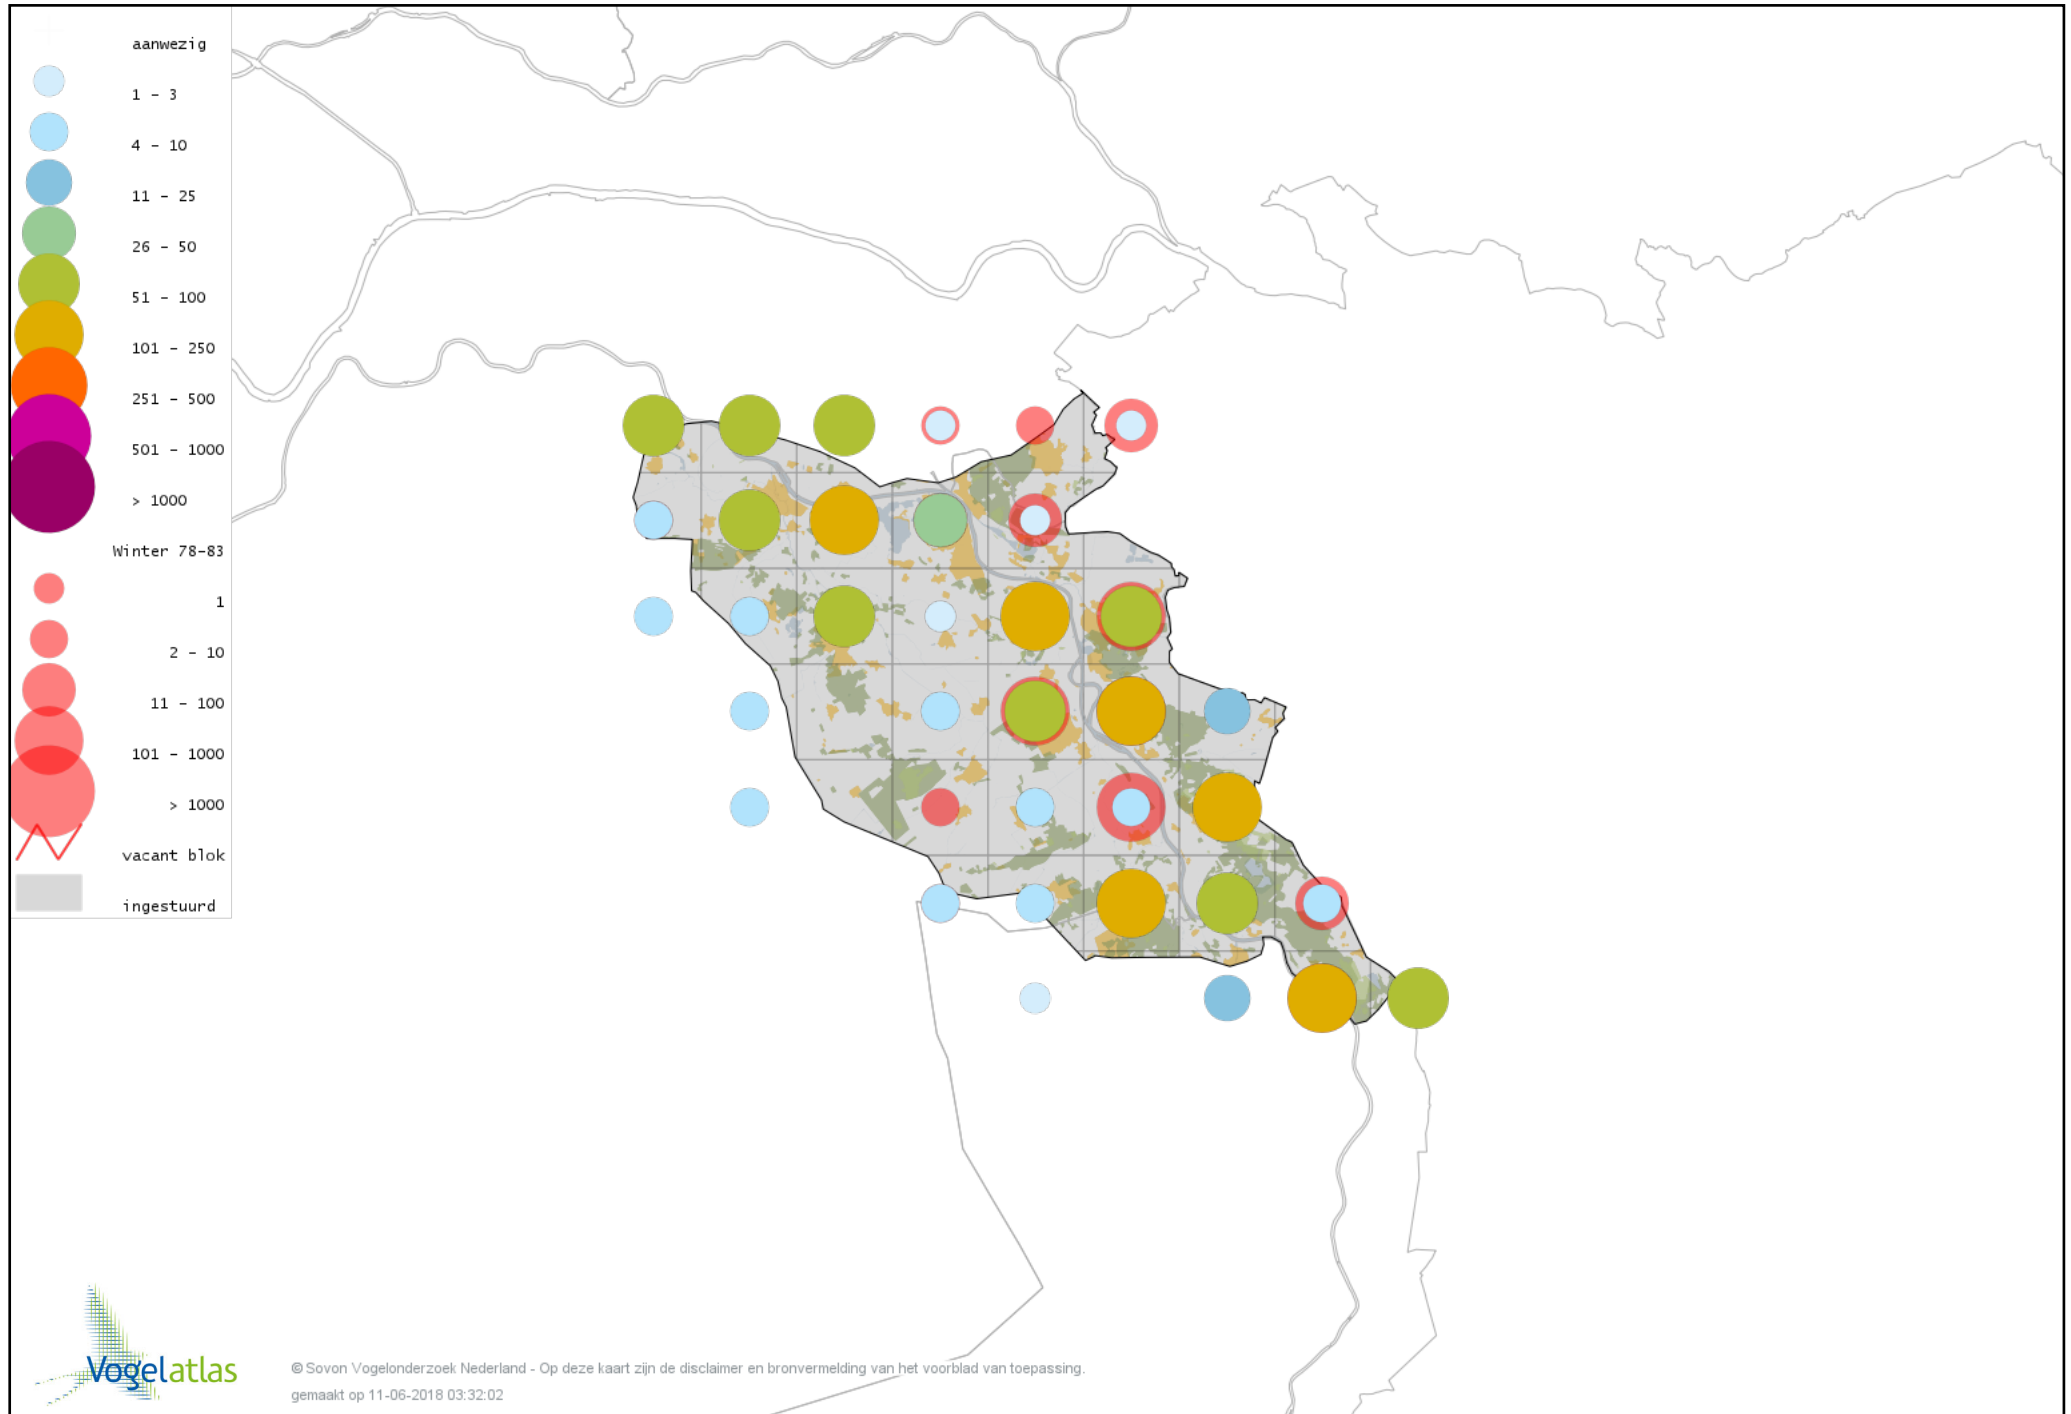 aanwezig
1 - 3
4 - 10
11 - 25
26 - 50
51 - 100
101 - 250
251 - 500
501 - 1000
> 1000
Winter 78-83
1
2 - 10
11 - 100
101 - 1000
> 1000
vacant blok
ingestuurd
Vogelatlas
© Sovon Vogelonderzoek Nederland - Op deze kaart zijn de disclaimer en bronvermelding van het voorblad van toepassing.
gemaakt op 11-06-2018 03:32:02